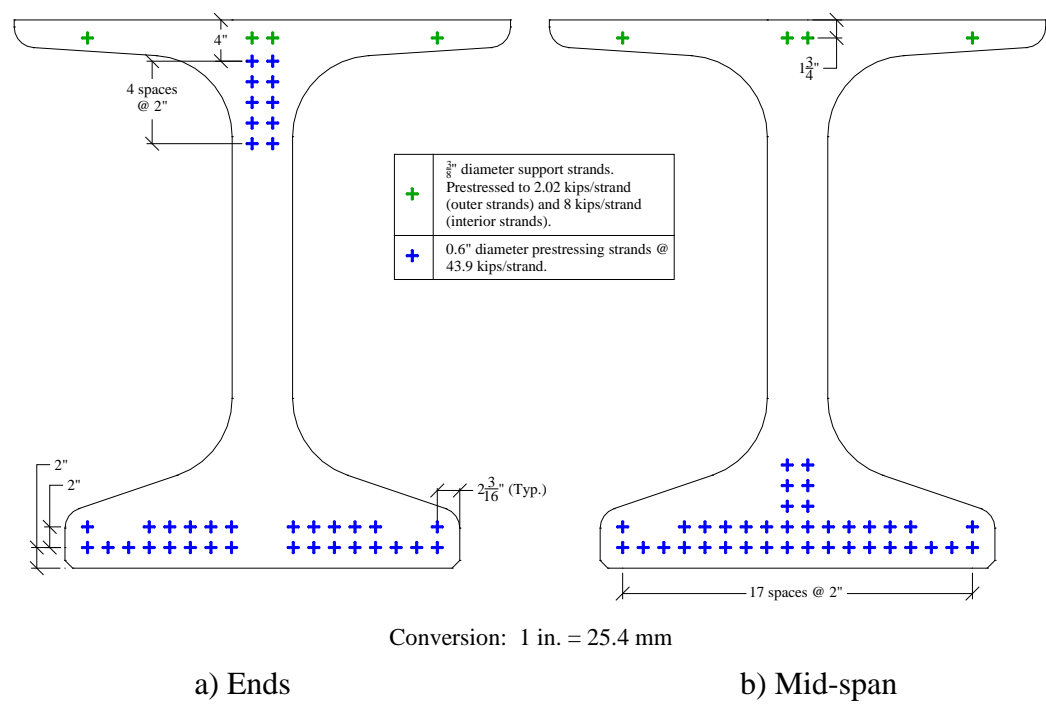 4"
4 spaces
@ 2"
1 3/4"
3/8" diameter support strands.
Prestressed to 2.02 kips/strand
(outer strands) and 8 kips/strand
(interior strands).
0.6" diameter prestressing strands @
43.9 kips/strand.
2"
2"
2 3/16" (Typ.)
17 spaces @ 2"
Conversion: 1 in. = 25.4 mm
a) Ends
b) Mid-span